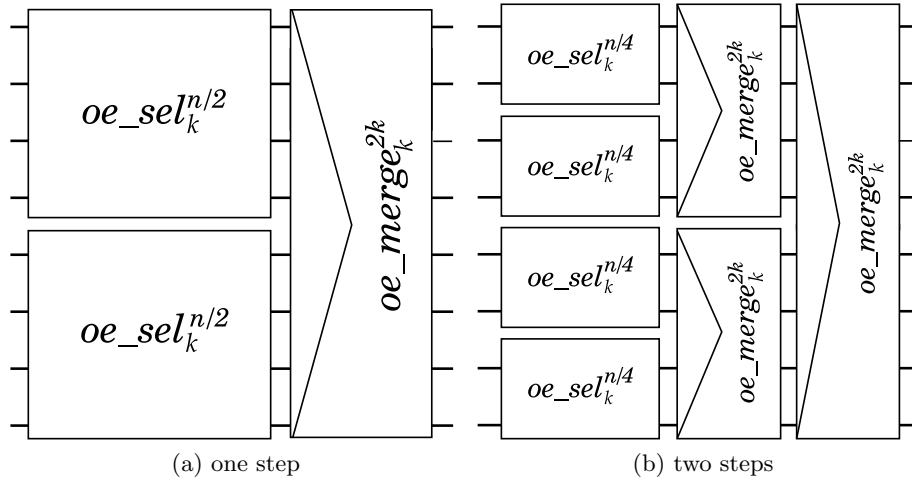 oe_sel_k^{n/2}
oe_sel_k^{n/2}
oe_merge_k^{2k}
(a) one step
oe_sel_k^{n/4}
oe_sel_k^{n/4}
oe_sel_k^{n/4}
oe_sel_k^{n/4}
oe_merge_k^{2k}
oe_merge_k^{2k}
oe_merge_k^{2k}
(b) two steps